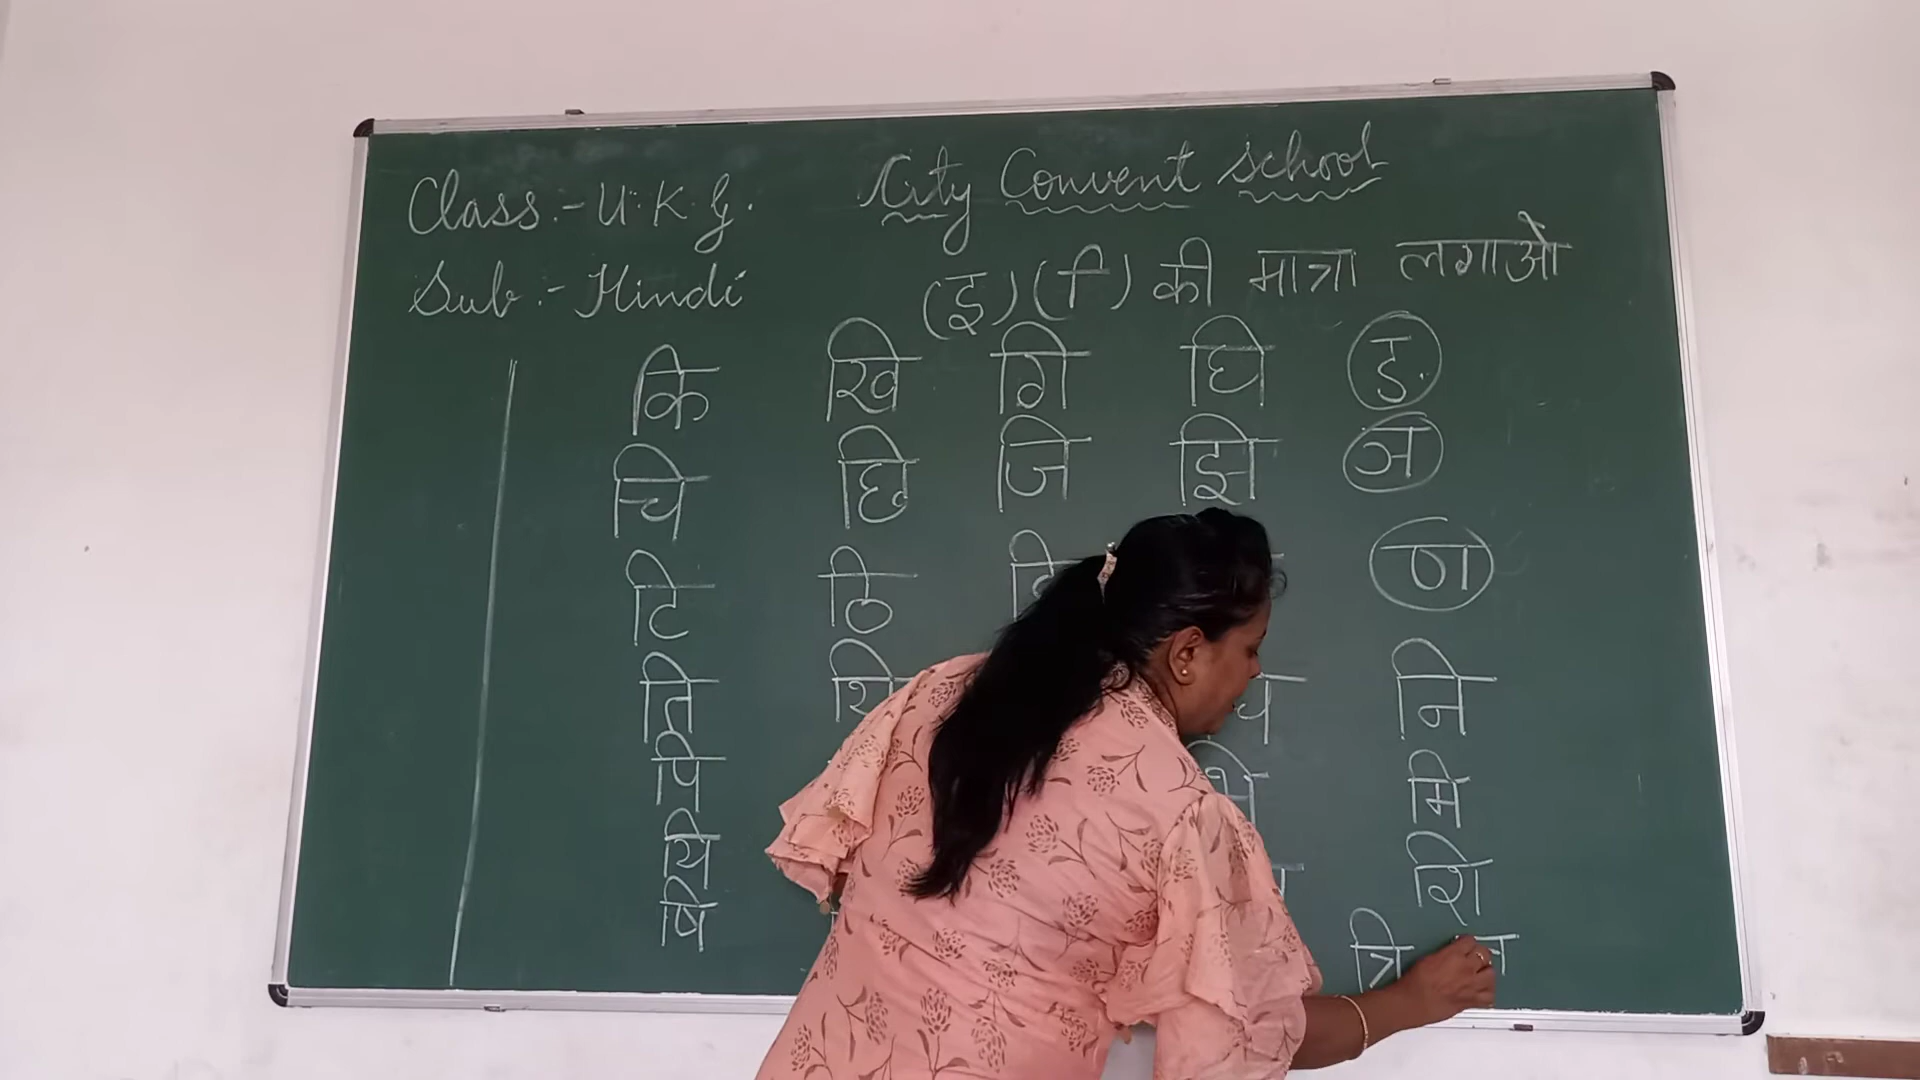 City Convent School
Class:- U.K.G.
Sub:- Hindi
(इ) (ि) की मात्रा लगाओ
कि खि गि घि ङ
चि छि जि झि ञ
टि ठि ण
ति थि नि
पि भि मि
यि शि
षि त्रि